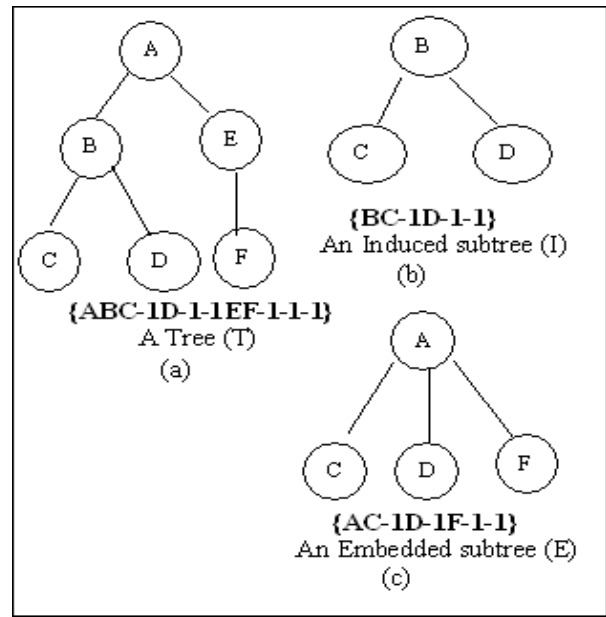 A
B
E
C
D
F
{ABC-1D-1-1EF-1-1-1}
A Tree (T)
(a)
B
C
D
{BC-1D-1-1}
An Induced subtree (I)
(b)
A
C
D
F
{AC-1D-1F-1-1}
An Embedded subtree (E)
(c)